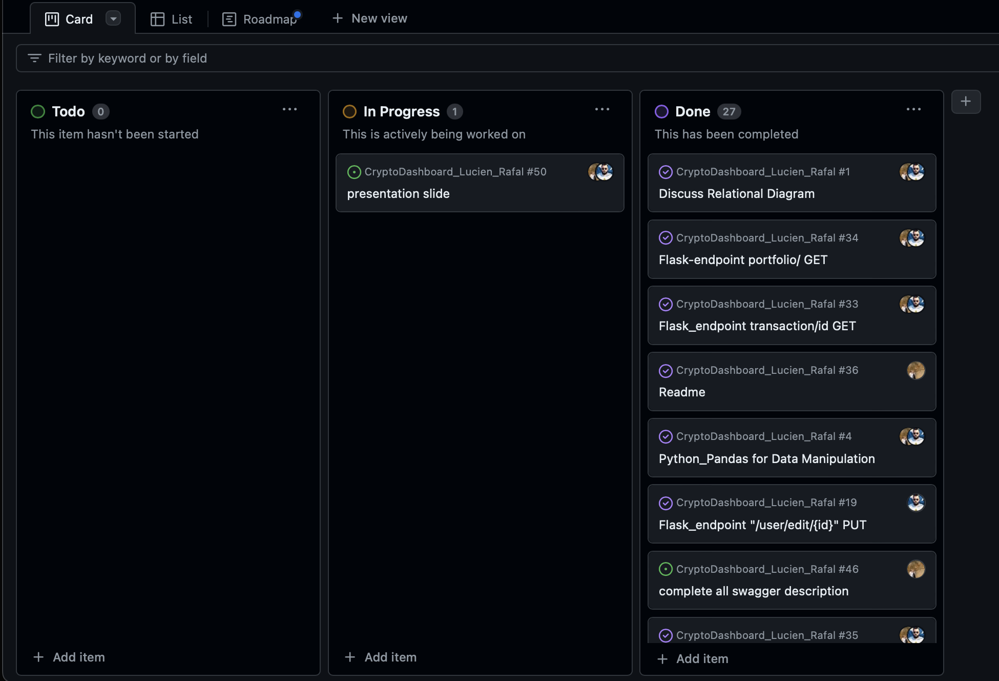 Card
List
Roadmap
New view
Filter by keyword or by field
Todo 0
This item hasn't been started
Add item
In Progress 1
This is actively being worked on
CryptoDashboard_Lucien_Rafal #50
presentation slide
Add item
Done 27
This has been completed
CryptoDashboard_Lucien_Rafal #1
Discuss Relational Diagram
CryptoDashboard_Lucien_Rafal #34
Flask-endpoint portfolio/ GET
CryptoDashboard_Lucien_Rafal #33
Flask_endpoint transaction/id GET
CryptoDashboard_Lucien_Rafal #36
Readme
CryptoDashboard_Lucien_Rafal #4
Python_Pandas for Data Manipulation
CryptoDashboard_Lucien_Rafal #19
Flask_endpoint "/user/edit/{id}" PUT
CryptoDashboard_Lucien_Rafal #46
complete all swagger description
CryptoDashboard_Lucien_Rafal #35
Add item